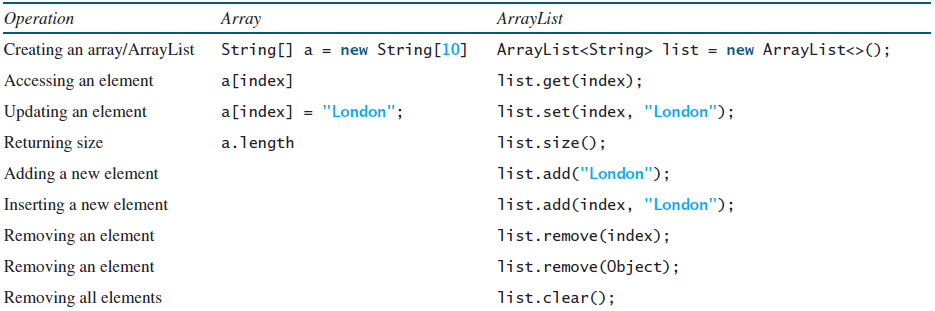 Operation Array ArrayList
Creating an array/ArrayList String[] a = new String[10] ArrayList<String> list = new ArrayList<>();
Accessing an element a[index] list.get(index);
Updating an element a[index] = "London"; list.set(index, "London");
Returning size a.length list.size();
Adding a new element list.add("London");
Inserting a new element list.add(index, "London");
Removing an element list.remove(index);
Removing an element list.remove(Object);
Removing all elements list.clear();